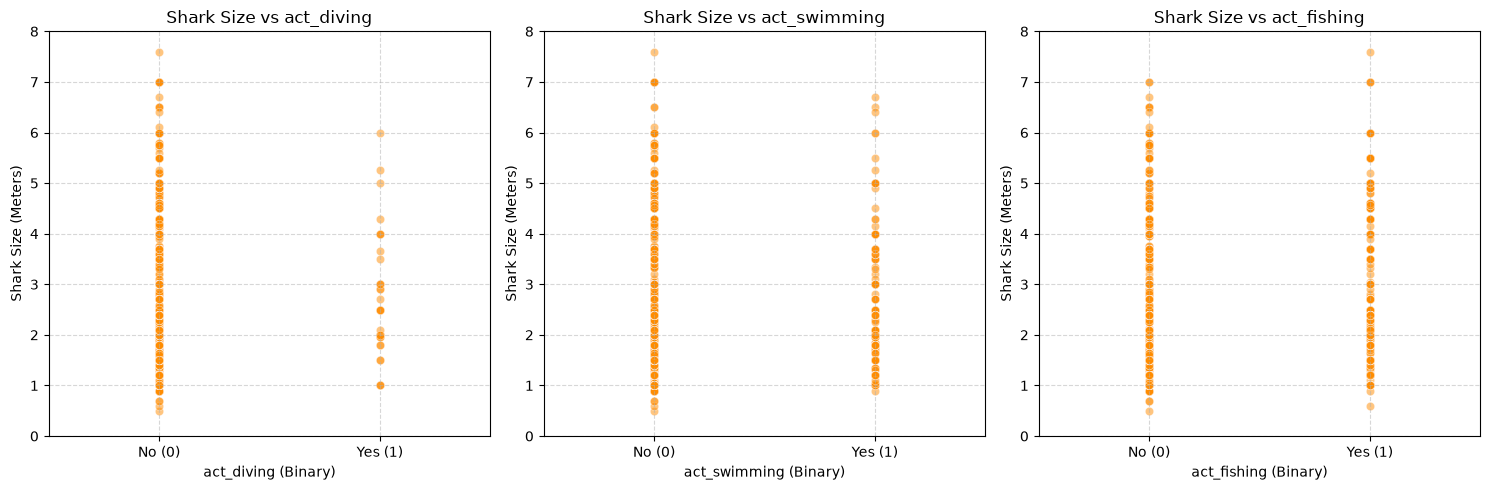 Shark Size vs act_diving
8
7
6
5
4
3
2
1
0
Shark Size (Meters)
No (0)
Yes (1)
act_diving (Binary)
Shark Size vs act_swimming
8
7
6
5
4
3
2
1
0
Shark Size (Meters)
No (0)
Yes (1)
act_swimming (Binary)
Shark Size vs act_fishing
8
7
6
5
4
3
2
1
0
Shark Size (Meters)
No (0)
Yes (1)
act_fishing (Binary)